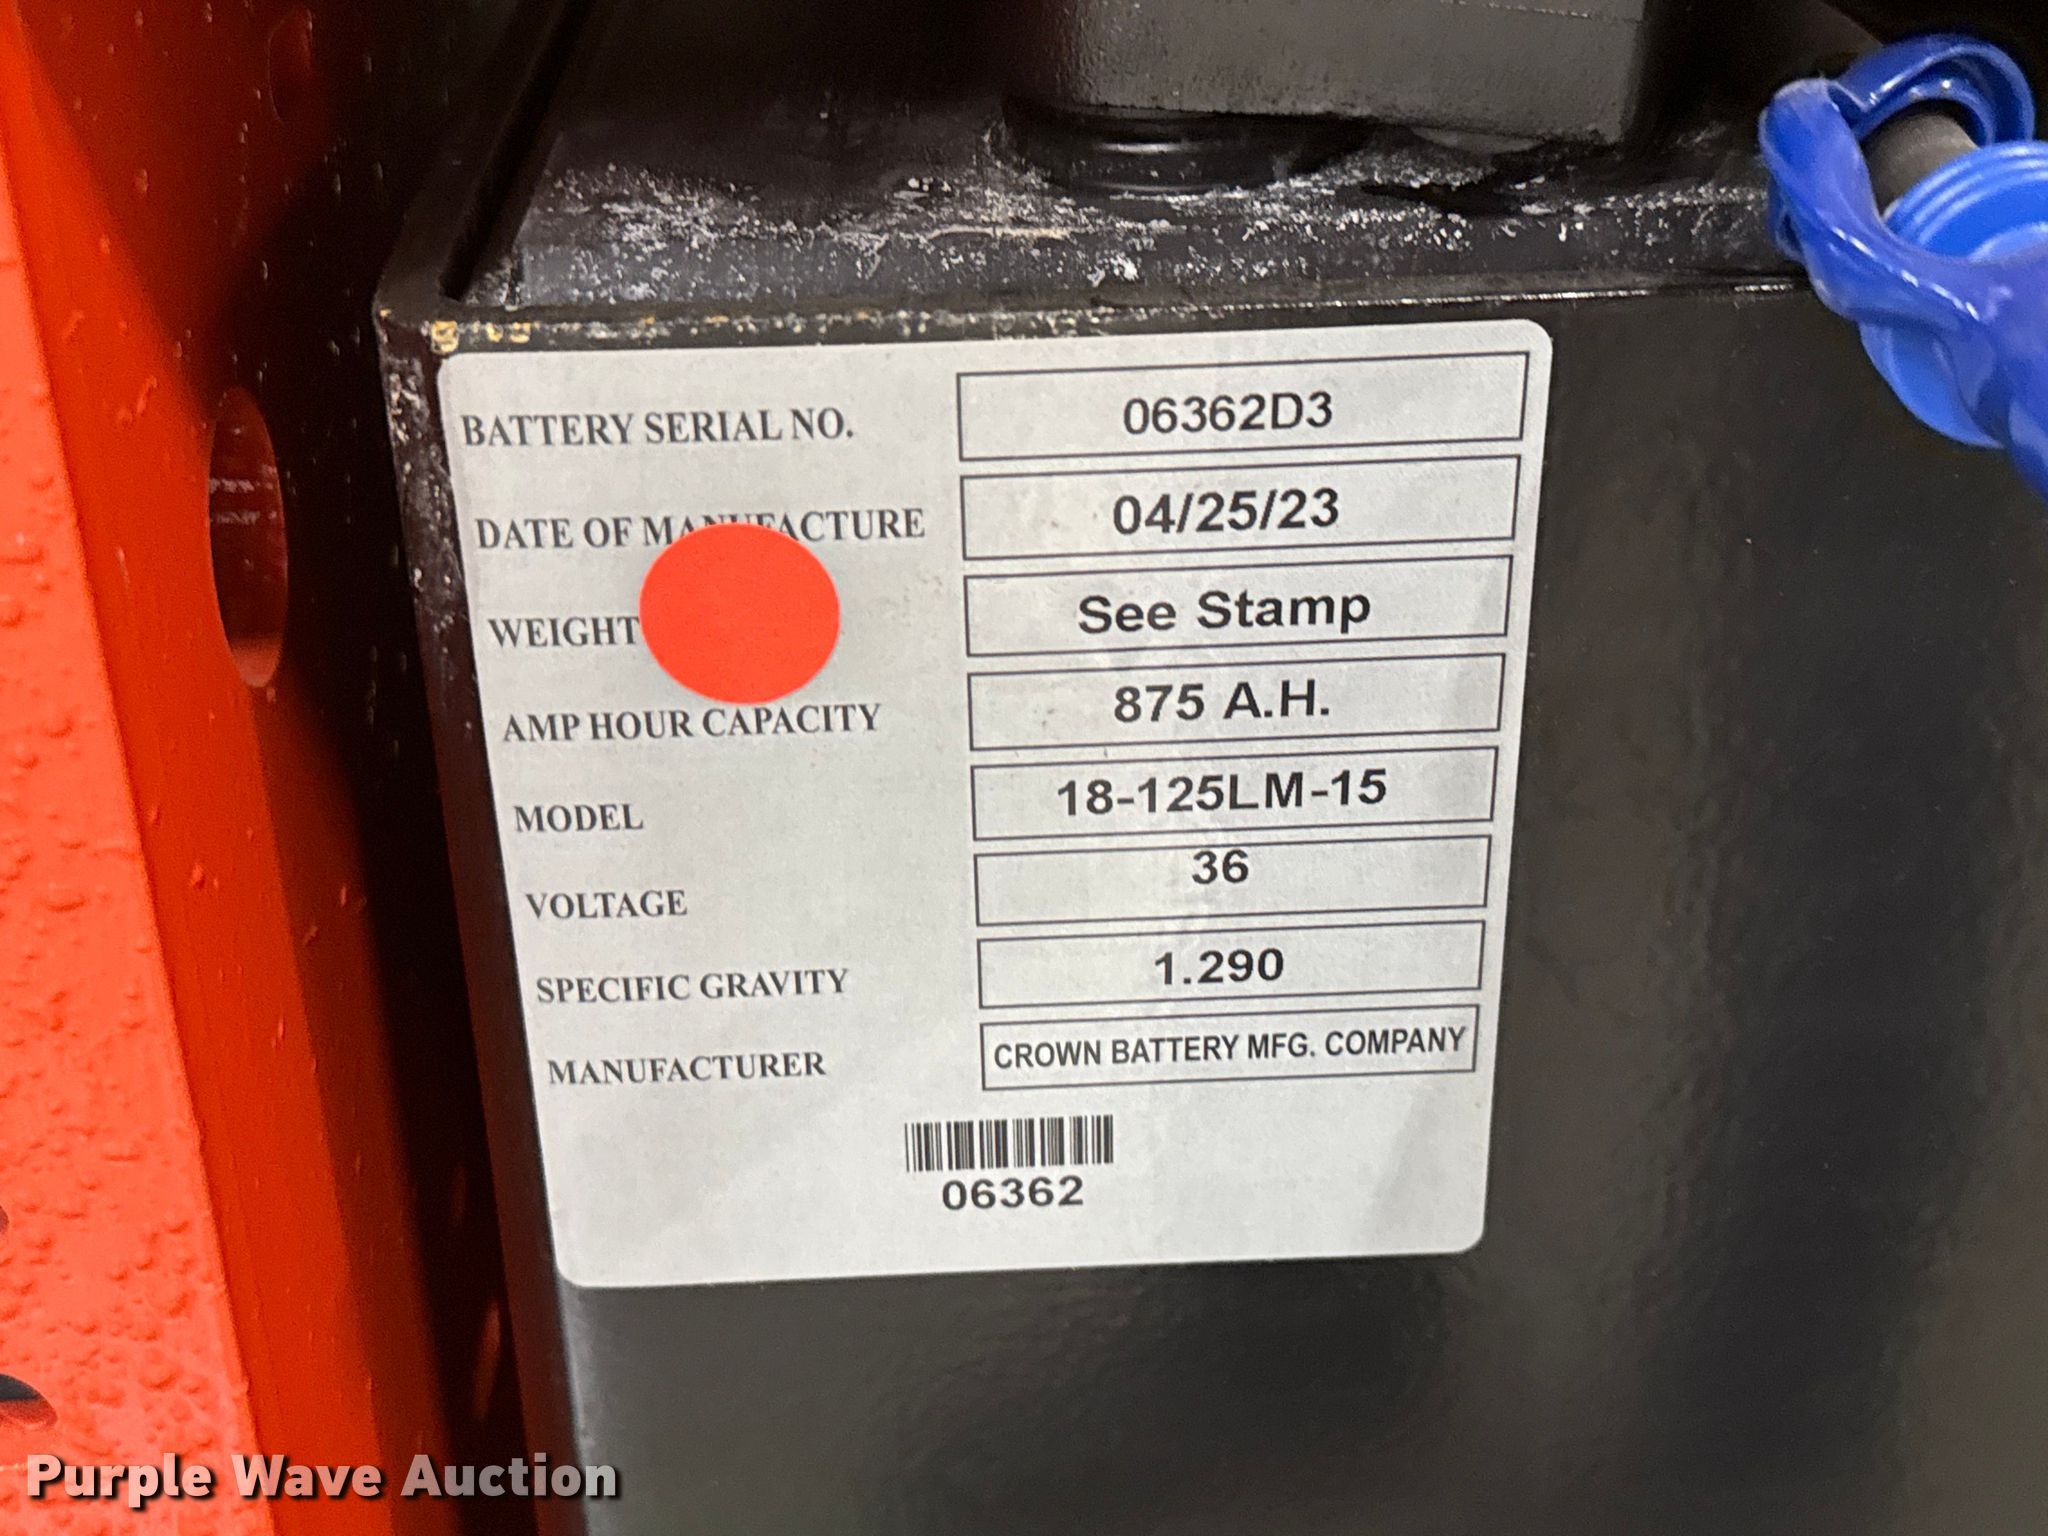 BATTERY SERIAL NO. 06362D3
DATE OF MANUFACTURE 04/25/23
WEIGHT See Stamp
AMP HOUR CAPACITY 875 A.H.
MODEL 18-125LM-15
VOLTAGE 36
SPECIFIC GRAVITY 1.290
MANUFACTURER CROWN BATTERY MFG. COMPANY
06362
Purple Wave Auction